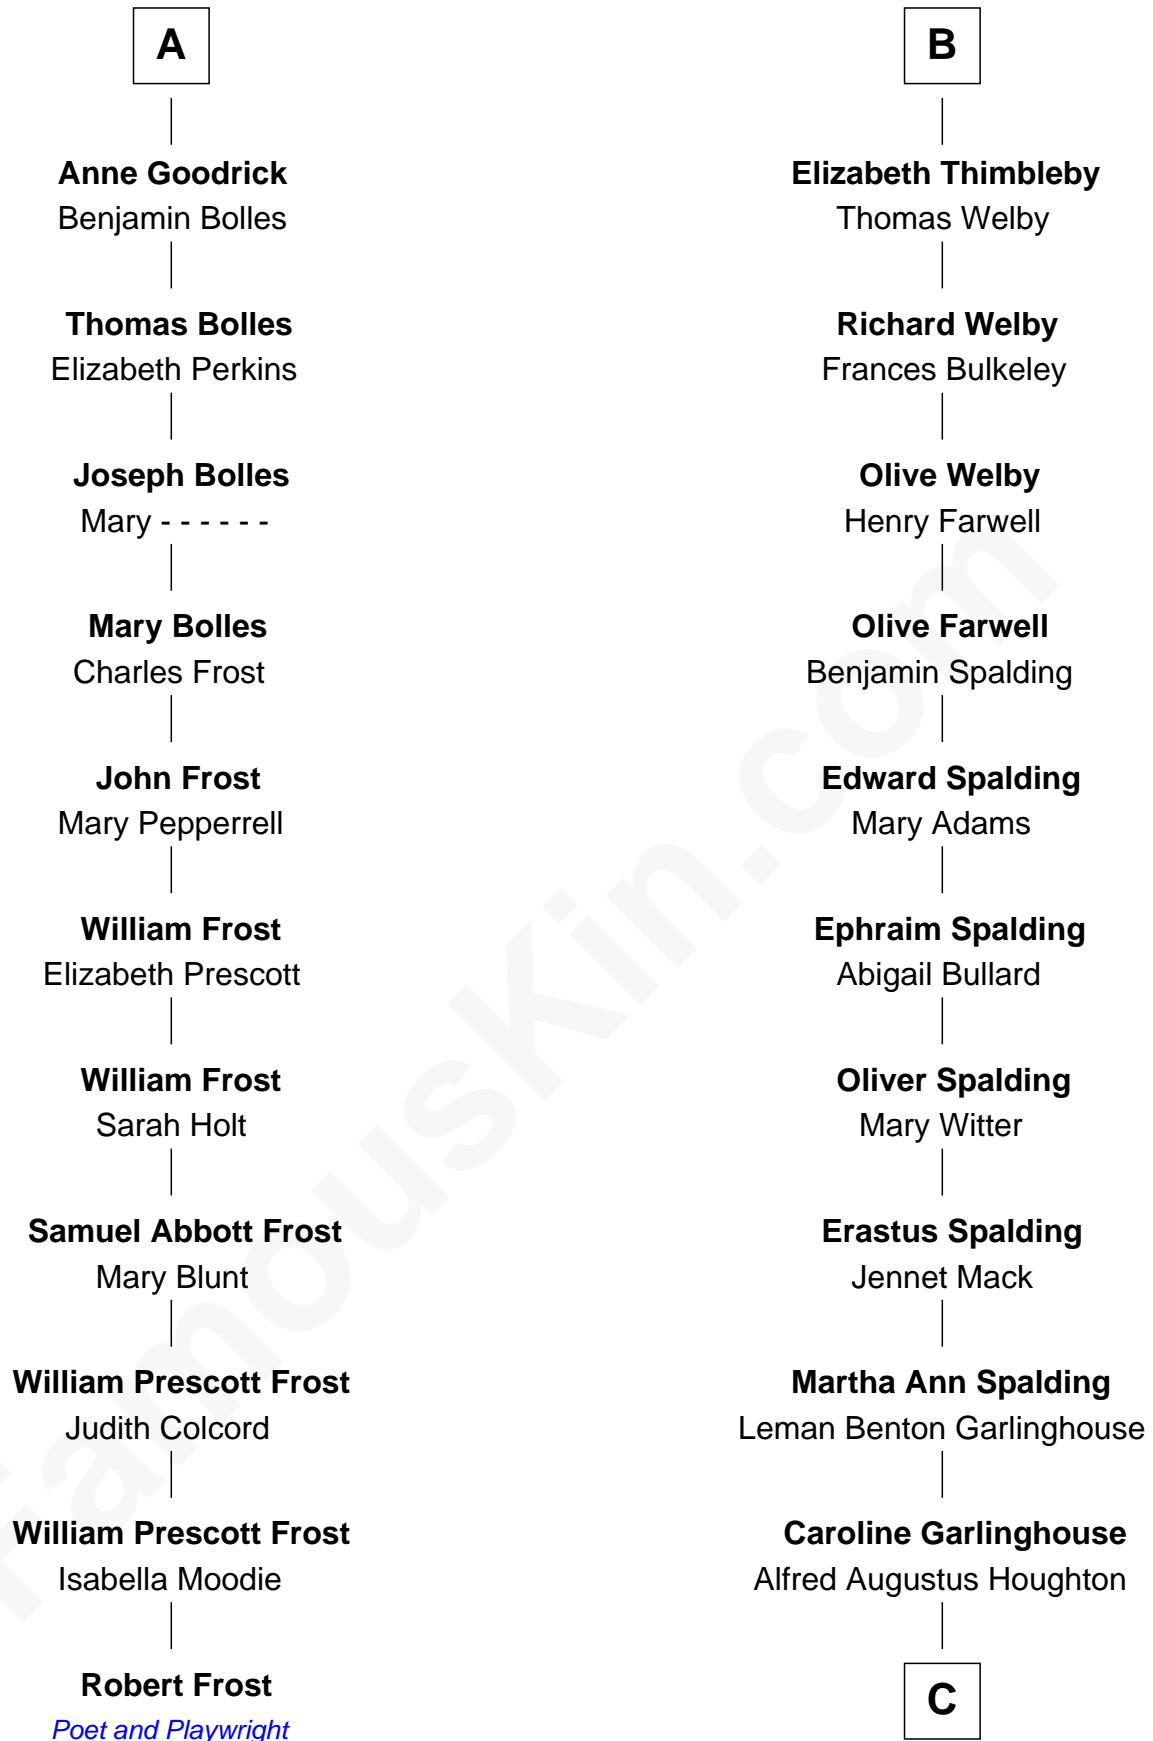 A
Anne Goodrick
Benjamin Bolles
Thomas Bolles
Elizabeth Perkins
Joseph Bolles
Mary - - - - - -
Mary Bolles
Charles Frost
John Frost
Mary Pepperrell
William Frost
Elizabeth Prescott
William Frost
Sarah Holt
Samuel Abbott Frost
Mary Blunt
William Prescott Frost
Judith Colcord
William Prescott Frost
Isabella Moodie
Robert Frost
Poet and Playwright
B
Elizabeth Thimbleby
Thomas Welby
Richard Welby
Frances Bulkeley
Olive Welby
Henry Farwell
Olive Farwell
Benjamin Spalding
Edward Spalding
Mary Adams
Ephraim Spalding
Abigail Bullard
Oliver Spalding
Mary Witter
Erastus Spalding
Jennet Mack
Martha Ann Spalding
Leman Benton Garlinghouse
Caroline Garlinghouse
Alfred Augustus Houghton
C
FamousKin.com